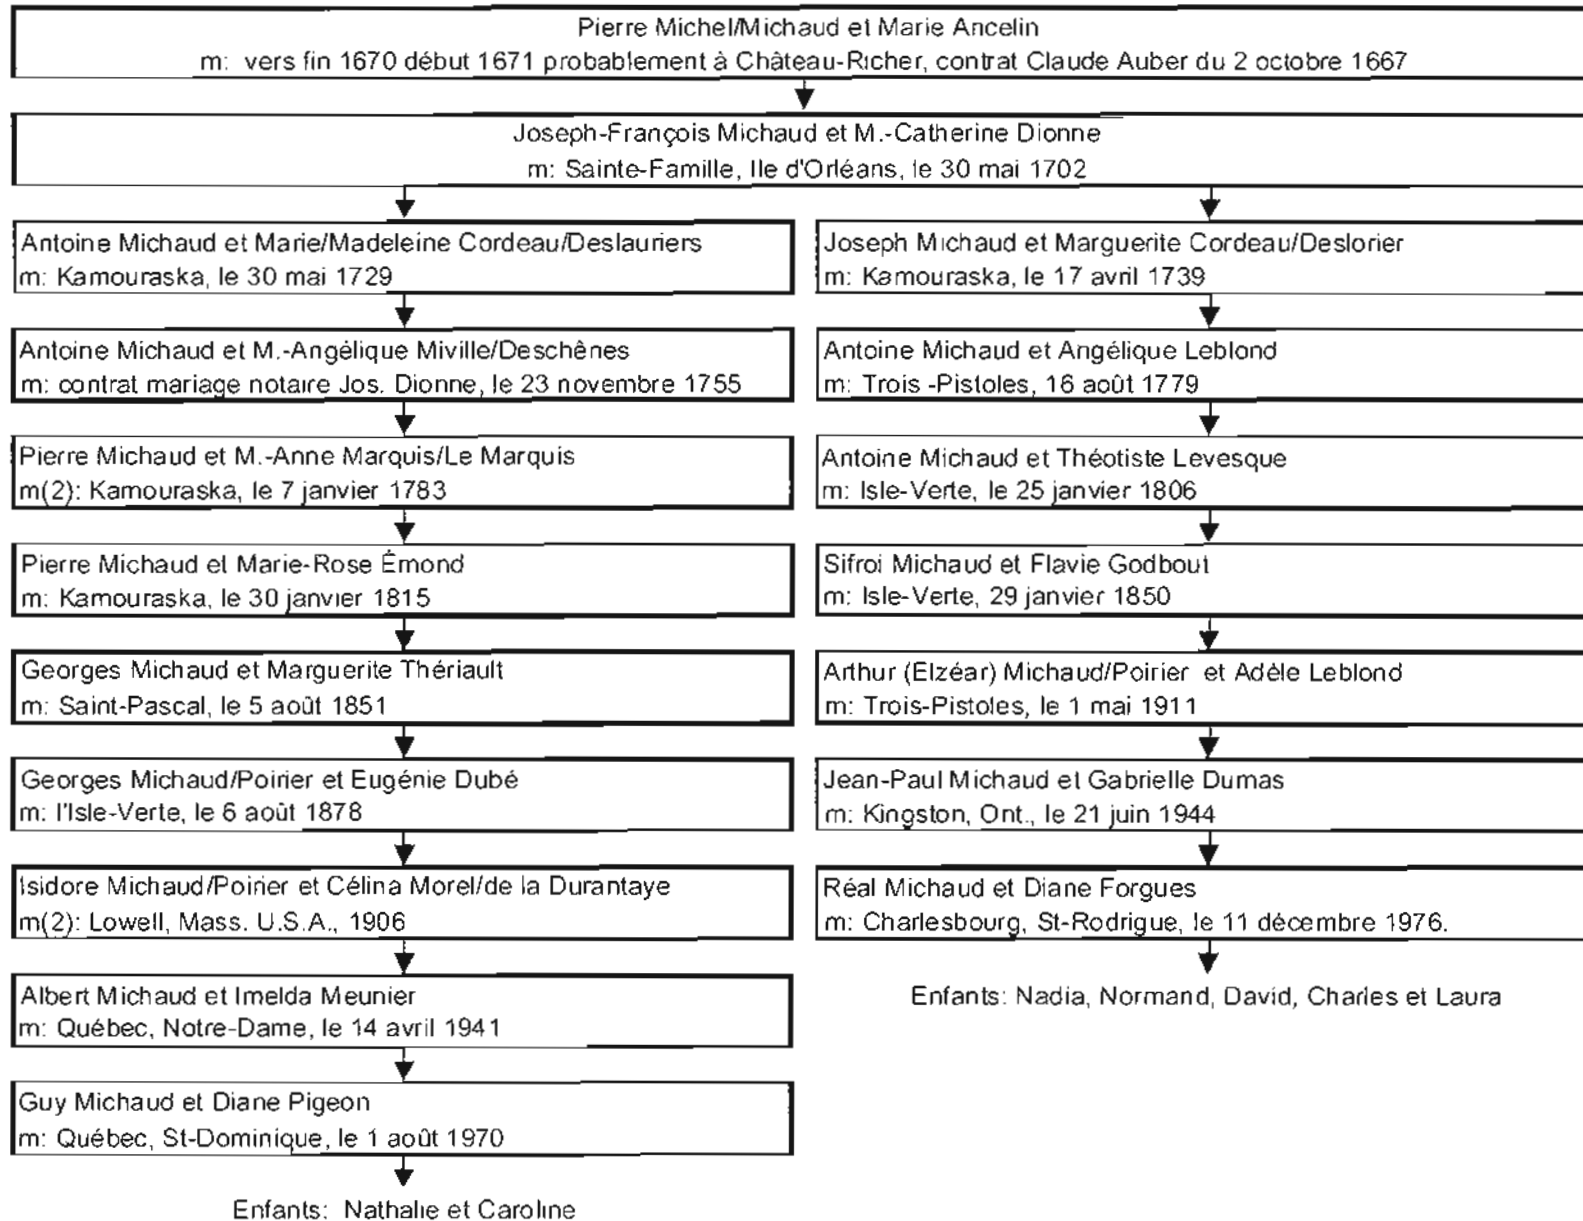 Pierre Michel/Michaud et Marie Ancelin
m: vers fin 1670 début 1671 probablement à Château-Richer, contrat Claude Auber du 2 octobre 1667
Joseph-François Michaud et M.-Catherine Dionne
m: Sainte-Famille, Ile d'Orléans, le 30 mai 1702
Antoine Michaud et Marie/Madeleine Cordeau/Deslauriers
m: Kamouraska, le 30 mai 1729
Antoine Michaud et M.-Angélique Miville/Deschênes
m: contrat mariage notaire Jos. Dionne, le 23 novembre 1755
Pierre Michaud et M.-Anne Marquis/Le Marquis
m(2): Kamouraska, le 7 janvier 1783
Pierre Michaud et Marie-Rose Émond
m: Kamouraska, le 30 janvier 1815
Georges Michaud et Marguerite Thériault
m: Saint-Pascal, le 5 août 1851
Georges Michaud/Poirier et Eugénie Dubé
m: l'Isle-Verte, le 6 août 1878
Isidore Michaud/Poirier et Célina Morel/de la Durantaye
m(2): Lowell, Mass. U.S.A., 1906
Albert Michaud et Imelda Meunier
m: Québec, Notre-Dame, le 14 avril 1941
Guy Michaud et Diane Pigeon
m: Québec, St-Dominique, le 1 août 1970
Enfants: Nathalie et Caroline
Joseph Michaud et Marguerite Cordeau/Deslorier
m: Kamouraska, le 17 avril 1739
Antoine Michaud et Angélique Leblond
m: Trois -Pistoles, 16 août 1779
Antoine Michaud et Théotiste Levesque
m: Isle-Verte, le 25 janvier 1806
Sifroi Michaud et Flavie Godbout
m: Isle-Verte, 29 janvier 1850
Arthur (Elzéar) Michaud/Poirier et Adèle Leblond
m: Trois-Pistoles, le 1 mai 1911
Jean-Paul Michaud et Gabrielle Dumas
m: Kingston, Ont., le 21 juin 1944
Réal Michaud et Diane Forgues
m: Charlesbourg, St-Rodrigue, le 11 décembre 1976.
Enfants: Nadia, Normand, David, Charles et Laura